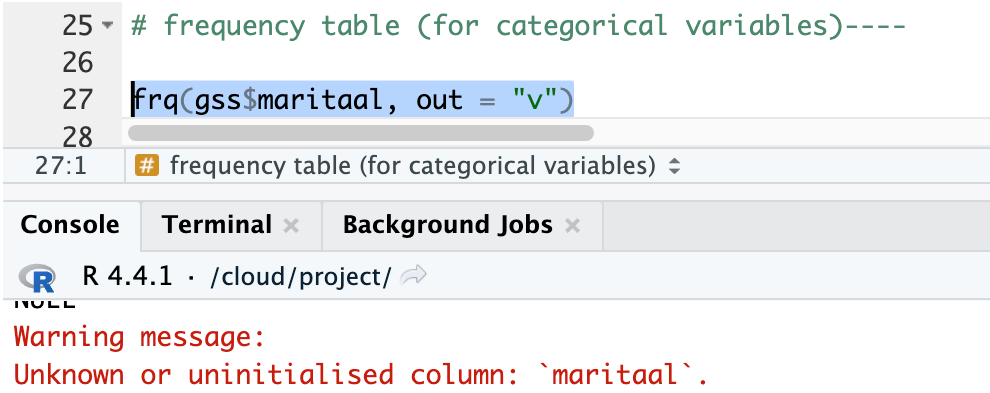 25 # frequency table (for categorical variables)----
26
27 frq(gss$maritaal, out = "v")
28
27:1 # frequency table (for categorical variables)
Console Terminal Background Jobs
R R 4.4.1 · /cloud/project/
NULL
Warning message:
Unknown or uninitialised column: `maritaal`.